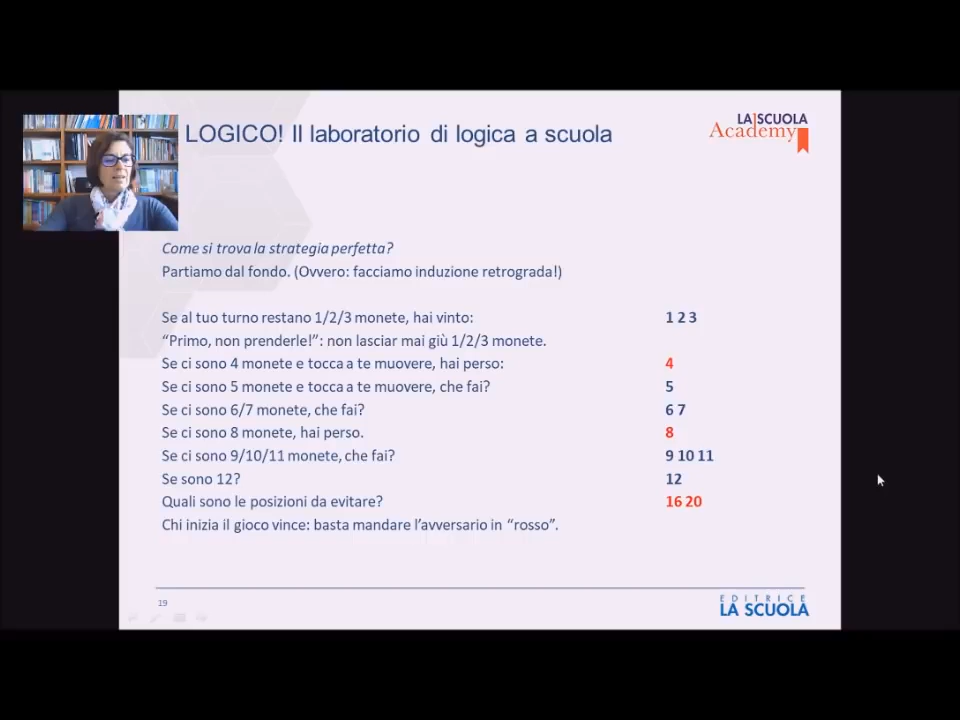 LOGICO! Il laboratorio di logica a scuola
LA SCUOLA
Academy
Come si trova la strategia perfetta?
Partiamo dal fondo. (Ovvero: facciamo induzione retrograda!)
Se al tuo turno restano 1/2/3 monete, hai vinto: 1 2 3
“Primo, non prenderle!”: non lasciar mai giù 1/2/3 monete.
Se ci sono 4 monete e tocca a te muovere, hai perso: 4
Se ci sono 5 monete e tocca a te muovere, che fai? 5
Se ci sono 6/7 monete, che fai? 6 7
Se ci sono 8 monete, hai perso. 8
Se ci sono 9/10/11 monete, che fai? 9 10 11
Se sono 12? 12
Quali sono le posizioni da evitare? 16 20
Chi inizia il gioco vince: basta mandare l’avversario in “rosso”.
19
EDITRICE
LA SCUOLA